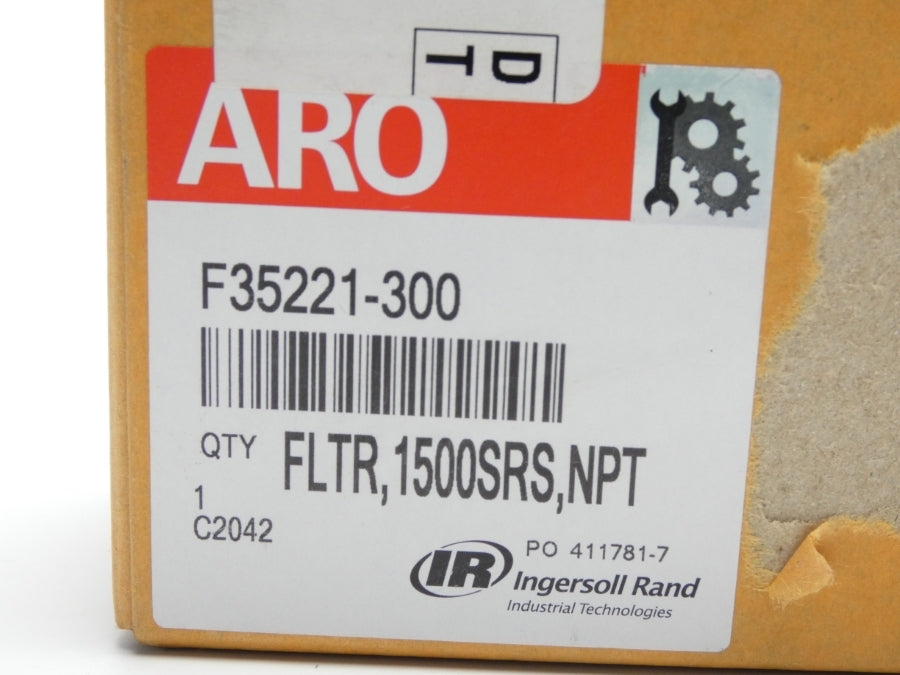 D
T
ARO
F35221-300
QTY FLTR,1500SRS,NPT
1
C2042
PO 411781-7
IR Ingersoll Rand
Industrial Technologies